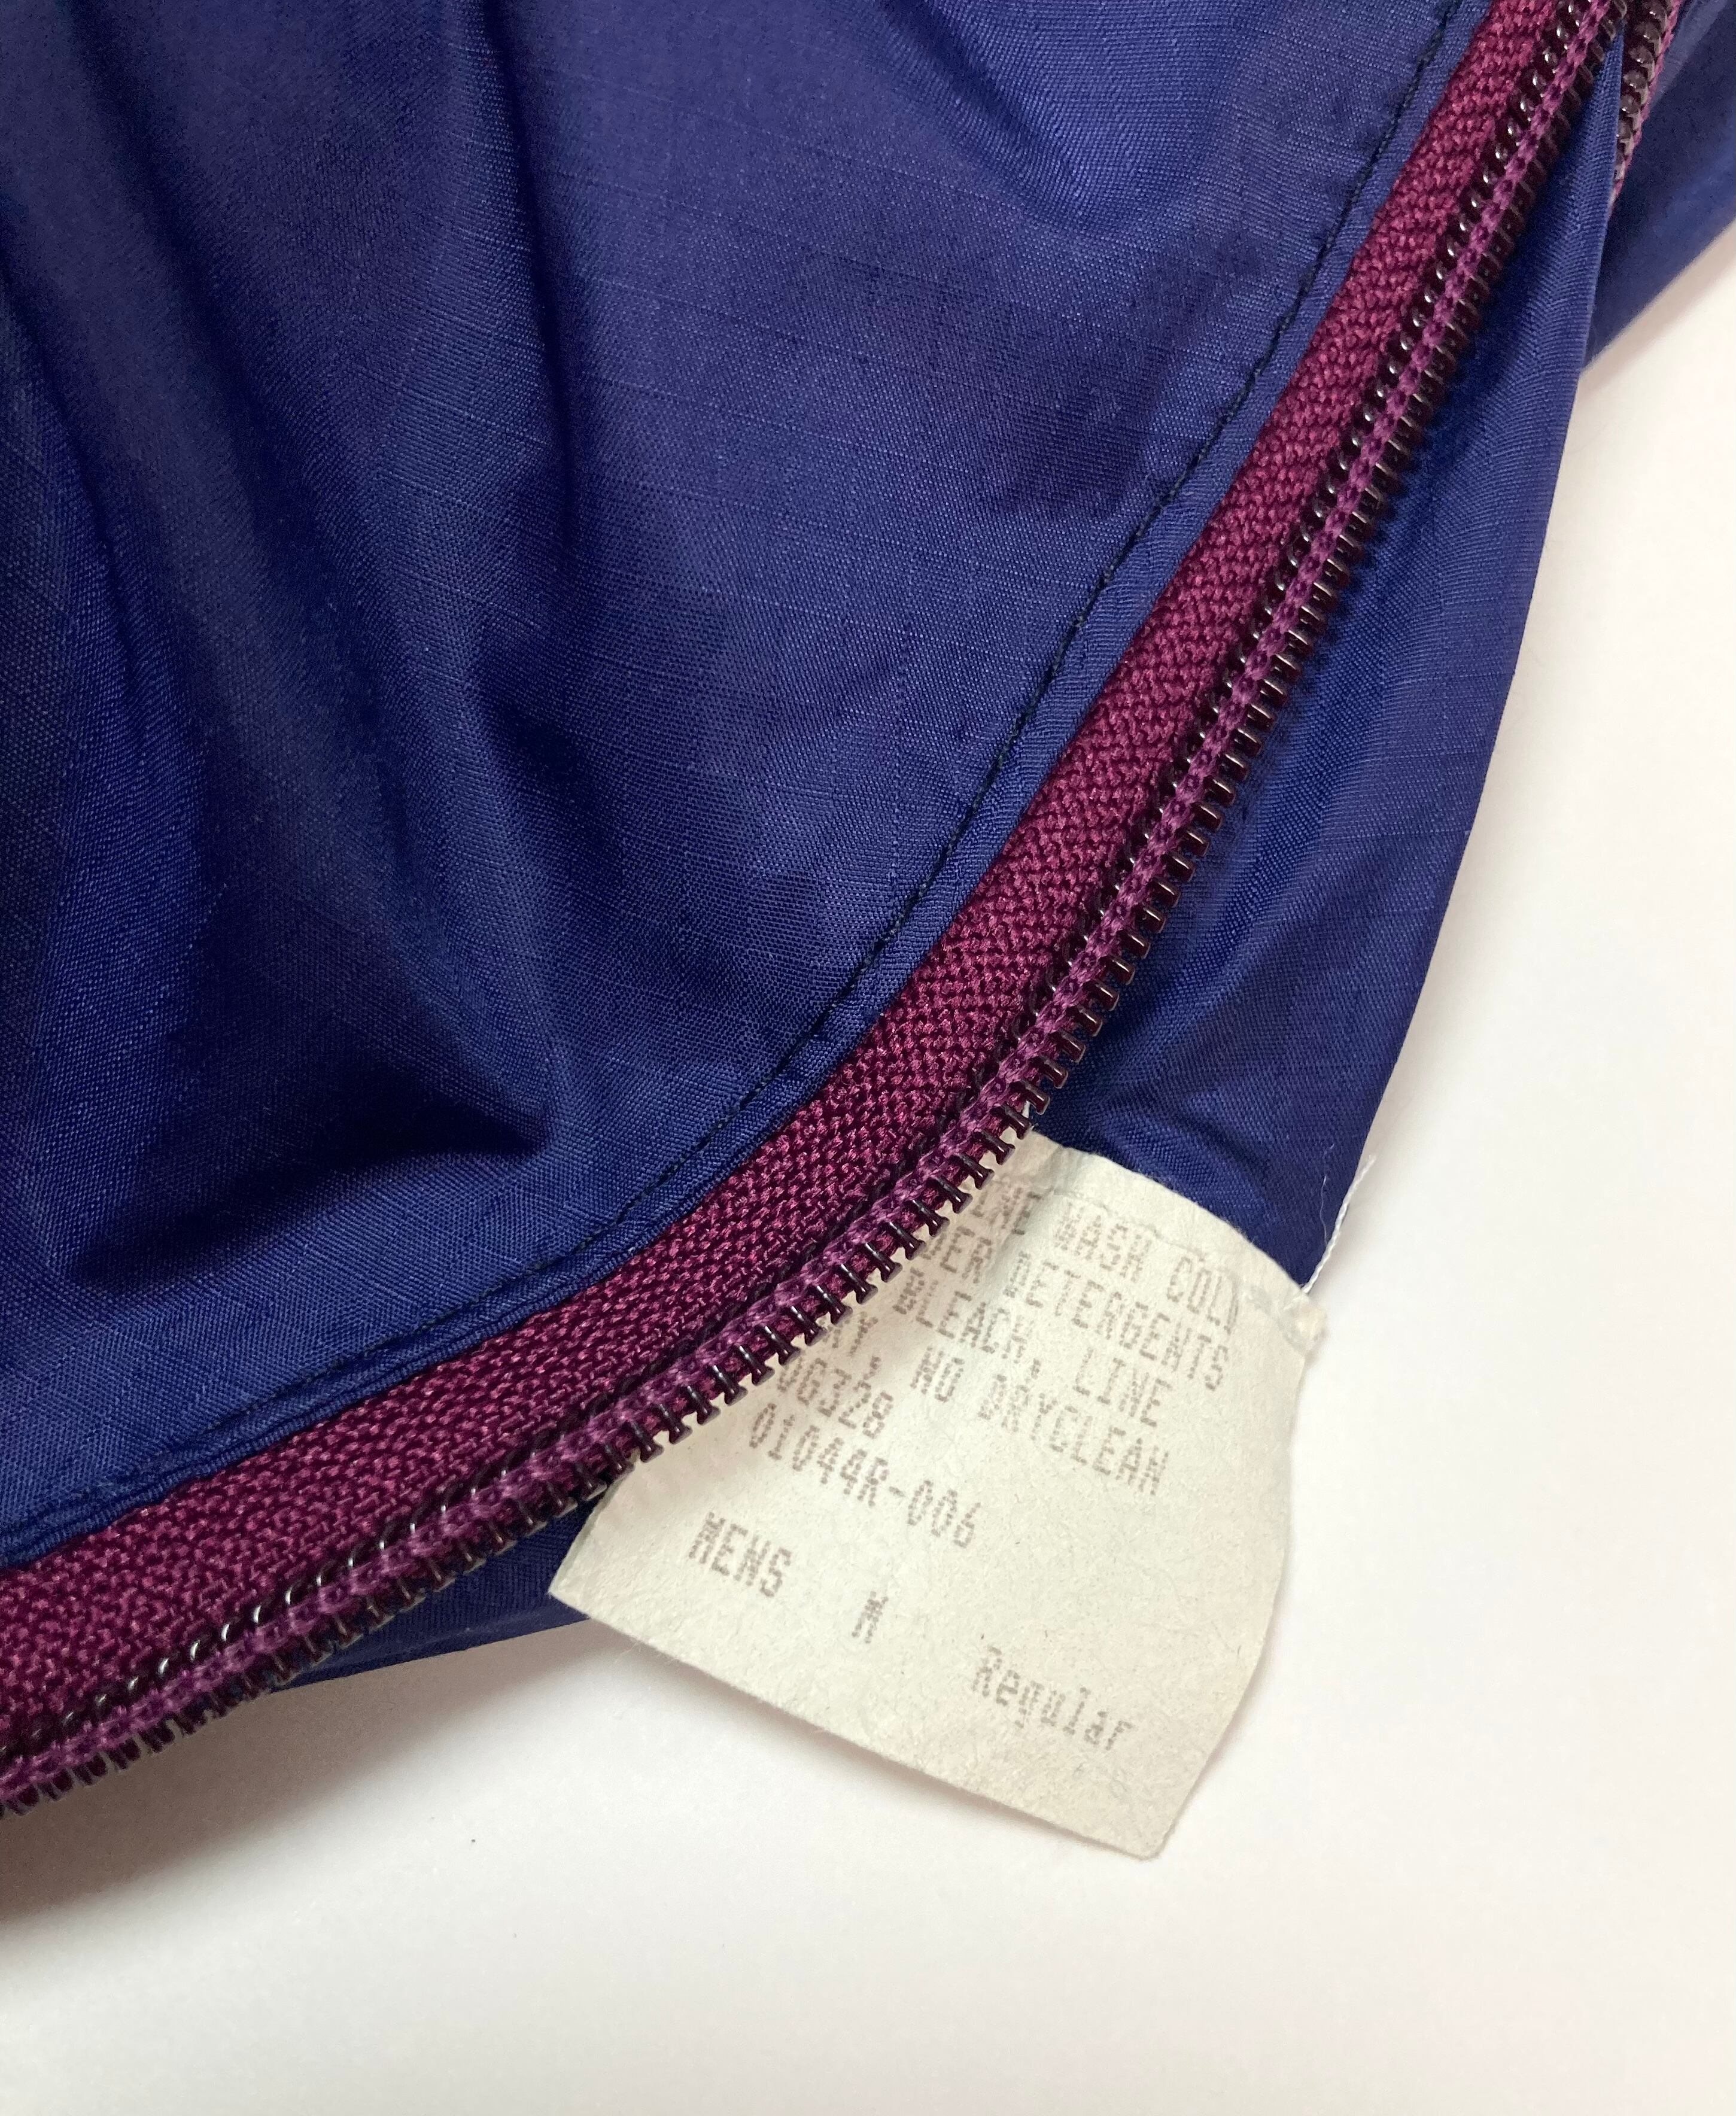 WASH COLD
DETERGENTS
BLEACH. LINE
NO DRYCLEAN
01044R-006
MENS M
Regular